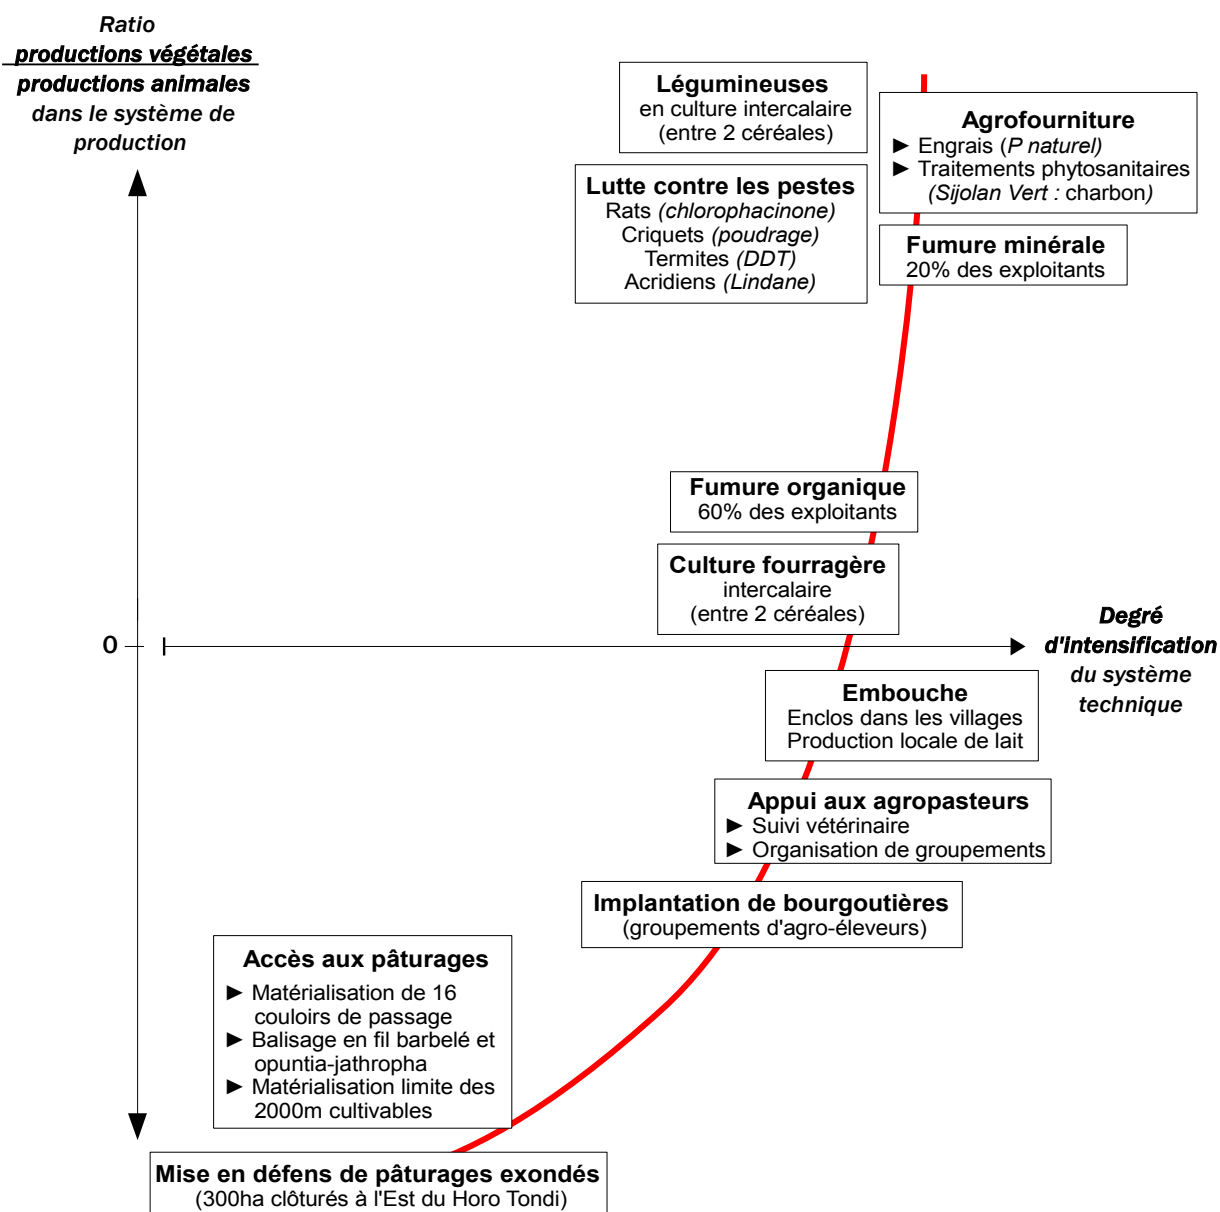 Ratio
productions végétales
productions animales
dans le système de
production
Légumineuses
en culture intercalaire
(entre 2 céréales)
Agrofourniture
► Engrais (P naturel)
► Traitements phytosanitaires
(Sijolan Vert : charbon)
Lutte contre les pestes
Rats (chlorophacinone)
Criquets (poudrage)
Termites (DDT)
Acridiens (Lindane)
Fumure minérale
20% des exploitants
Fumure organique
60% des exploitants
Culture fourragère
intercalaire
(entre 2 céréales)
0
Degré
d'intensification
du système
technique
Embouche
Enclos dans les villages
Production locale de lait
Appui aux agropasteurs
► Suivi vétérinaire
► Organisation de groupements
Implantation de bourgoutières
(groupements d'agro-éleveurs)
Accès aux pâturages
► Matérialisation de 16
couloirs de passage
► Balisage en fil barbelé et
opuntia-jathropha
► Matérialisation limite des
2000m cultivables
Mise en défens de pâturages exondés
(300ha clôturés à l'Est du Horo Tondi)